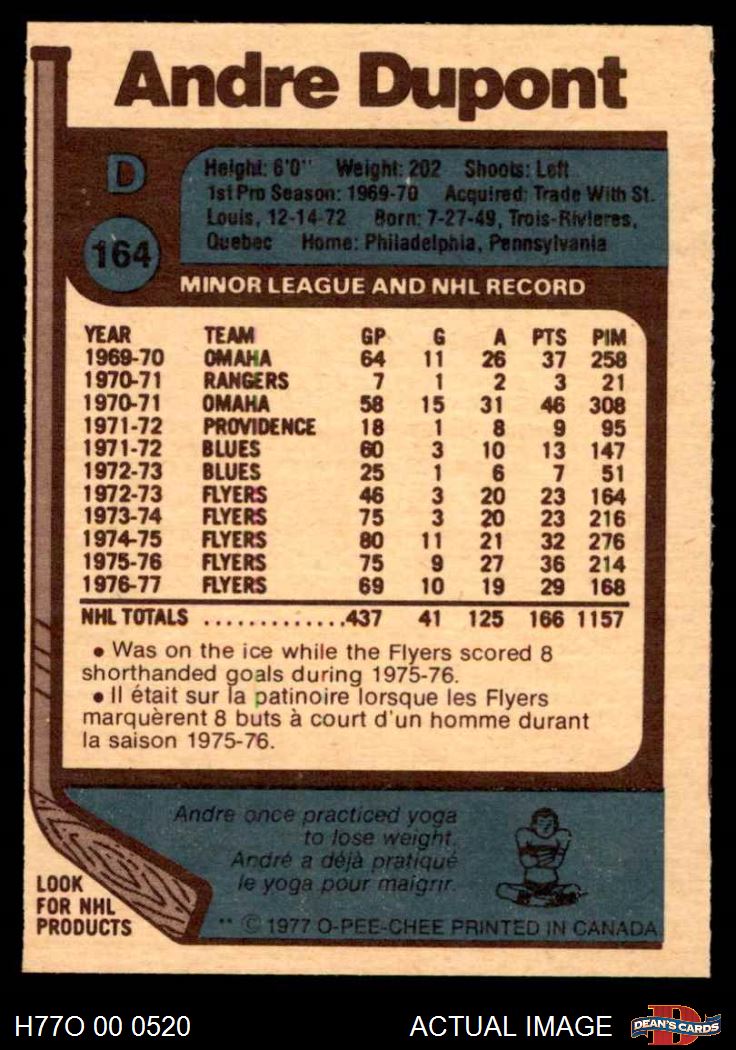 Andre Dupont
D
164
Height: 6'0" Weight: 202 Shoots: Left
1st Pro Season: 1969-70 Acquired: Trade With St.
Louis, 12-14-72 Born: 7-27-49, Trois-Rivieres,
Quebec Home: Philadelphia, Pennsylvania
MINOR LEAGUE AND NHL RECORD
YEAR TEAM GP G A PTS PIM
1969-70 OMAHA 64 11 26 37 258
1970-71 RANGERS 7 1 2 3 21
1970-71 OMAHA 58 15 31 46 308
1971-72 PROVIDENCE 18 1 8 9 95
1971-72 BLUES 60 3 10 13 147
1972-73 BLUES 25 1 6 7 51
1972-73 FLYERS 46 3 20 23 164
1973-74 FLYERS 75 3 20 23 216
1974-75 FLYERS 80 11 21 32 276
1975-76 FLYERS 75 9 27 36 214
1976-77 FLYERS 69 10 19 29 168
NHL TOTALS .............437 41 125 166 1157
• Was on the ice while the Flyers scored 8
shorthanded goals during 1975-76.
• Il était sur la patinoire lorsque les Flyers
marquèrent 8 buts à court d'un homme durant
la saison 1975-76.
Andre once practiced yoga
to lose weight.
André a déjà pratiqué
le yoga pour maigrir.
LOOK
FOR NHL
PRODUCTS
** © 1977 O-PEE-CHEE PRINTED IN CANADA
H77O 00 0520 ACTUAL IMAGE
D
DEAN'S CARDS